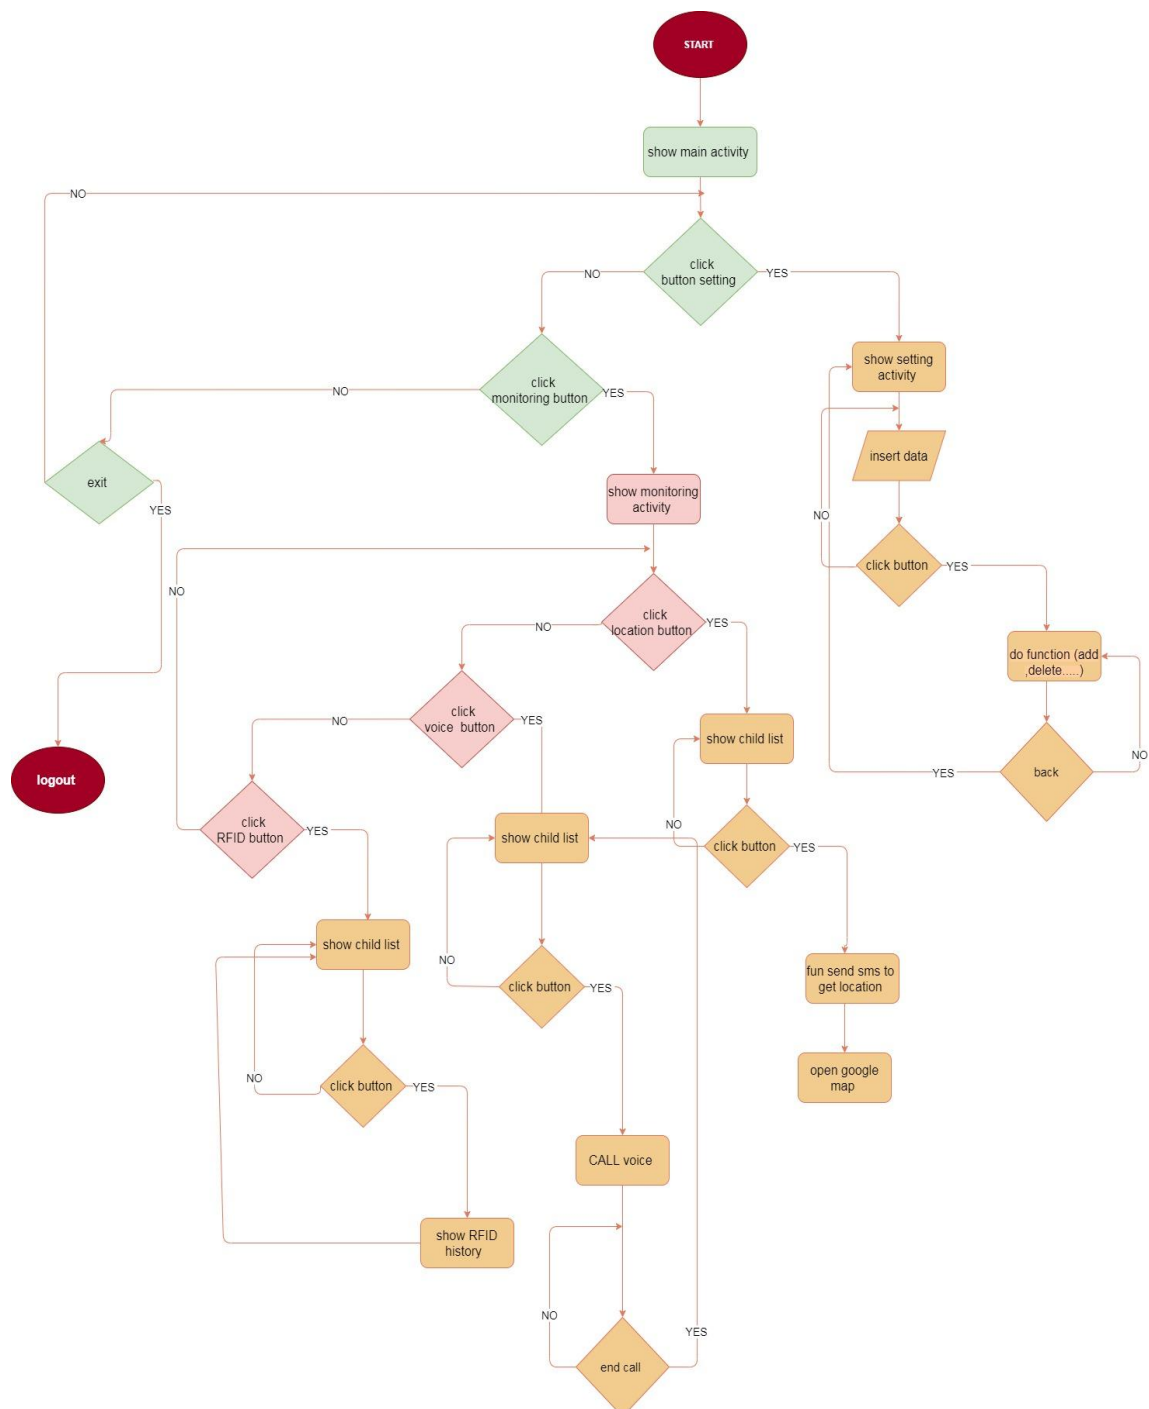 START
show main activity
NO
click
button setting
NO
YES
show setting
activity
click
monitoring button
NO
YES
insert data
exit
YES
show monitoring
activity
NO
click button
YES
NO
click
location button
NO
YES
do function (add
,delete.....)
click
voice  button
NO
YES
show child list
NO
YES
back
logout
click
RFID button
YES
show child list
NO
click button
YES
show child list
NO
click button
YES
fun send sms to
get location
NO
click button
YES
open google
map
CALL voice
show RFID
history
NO
YES
end call